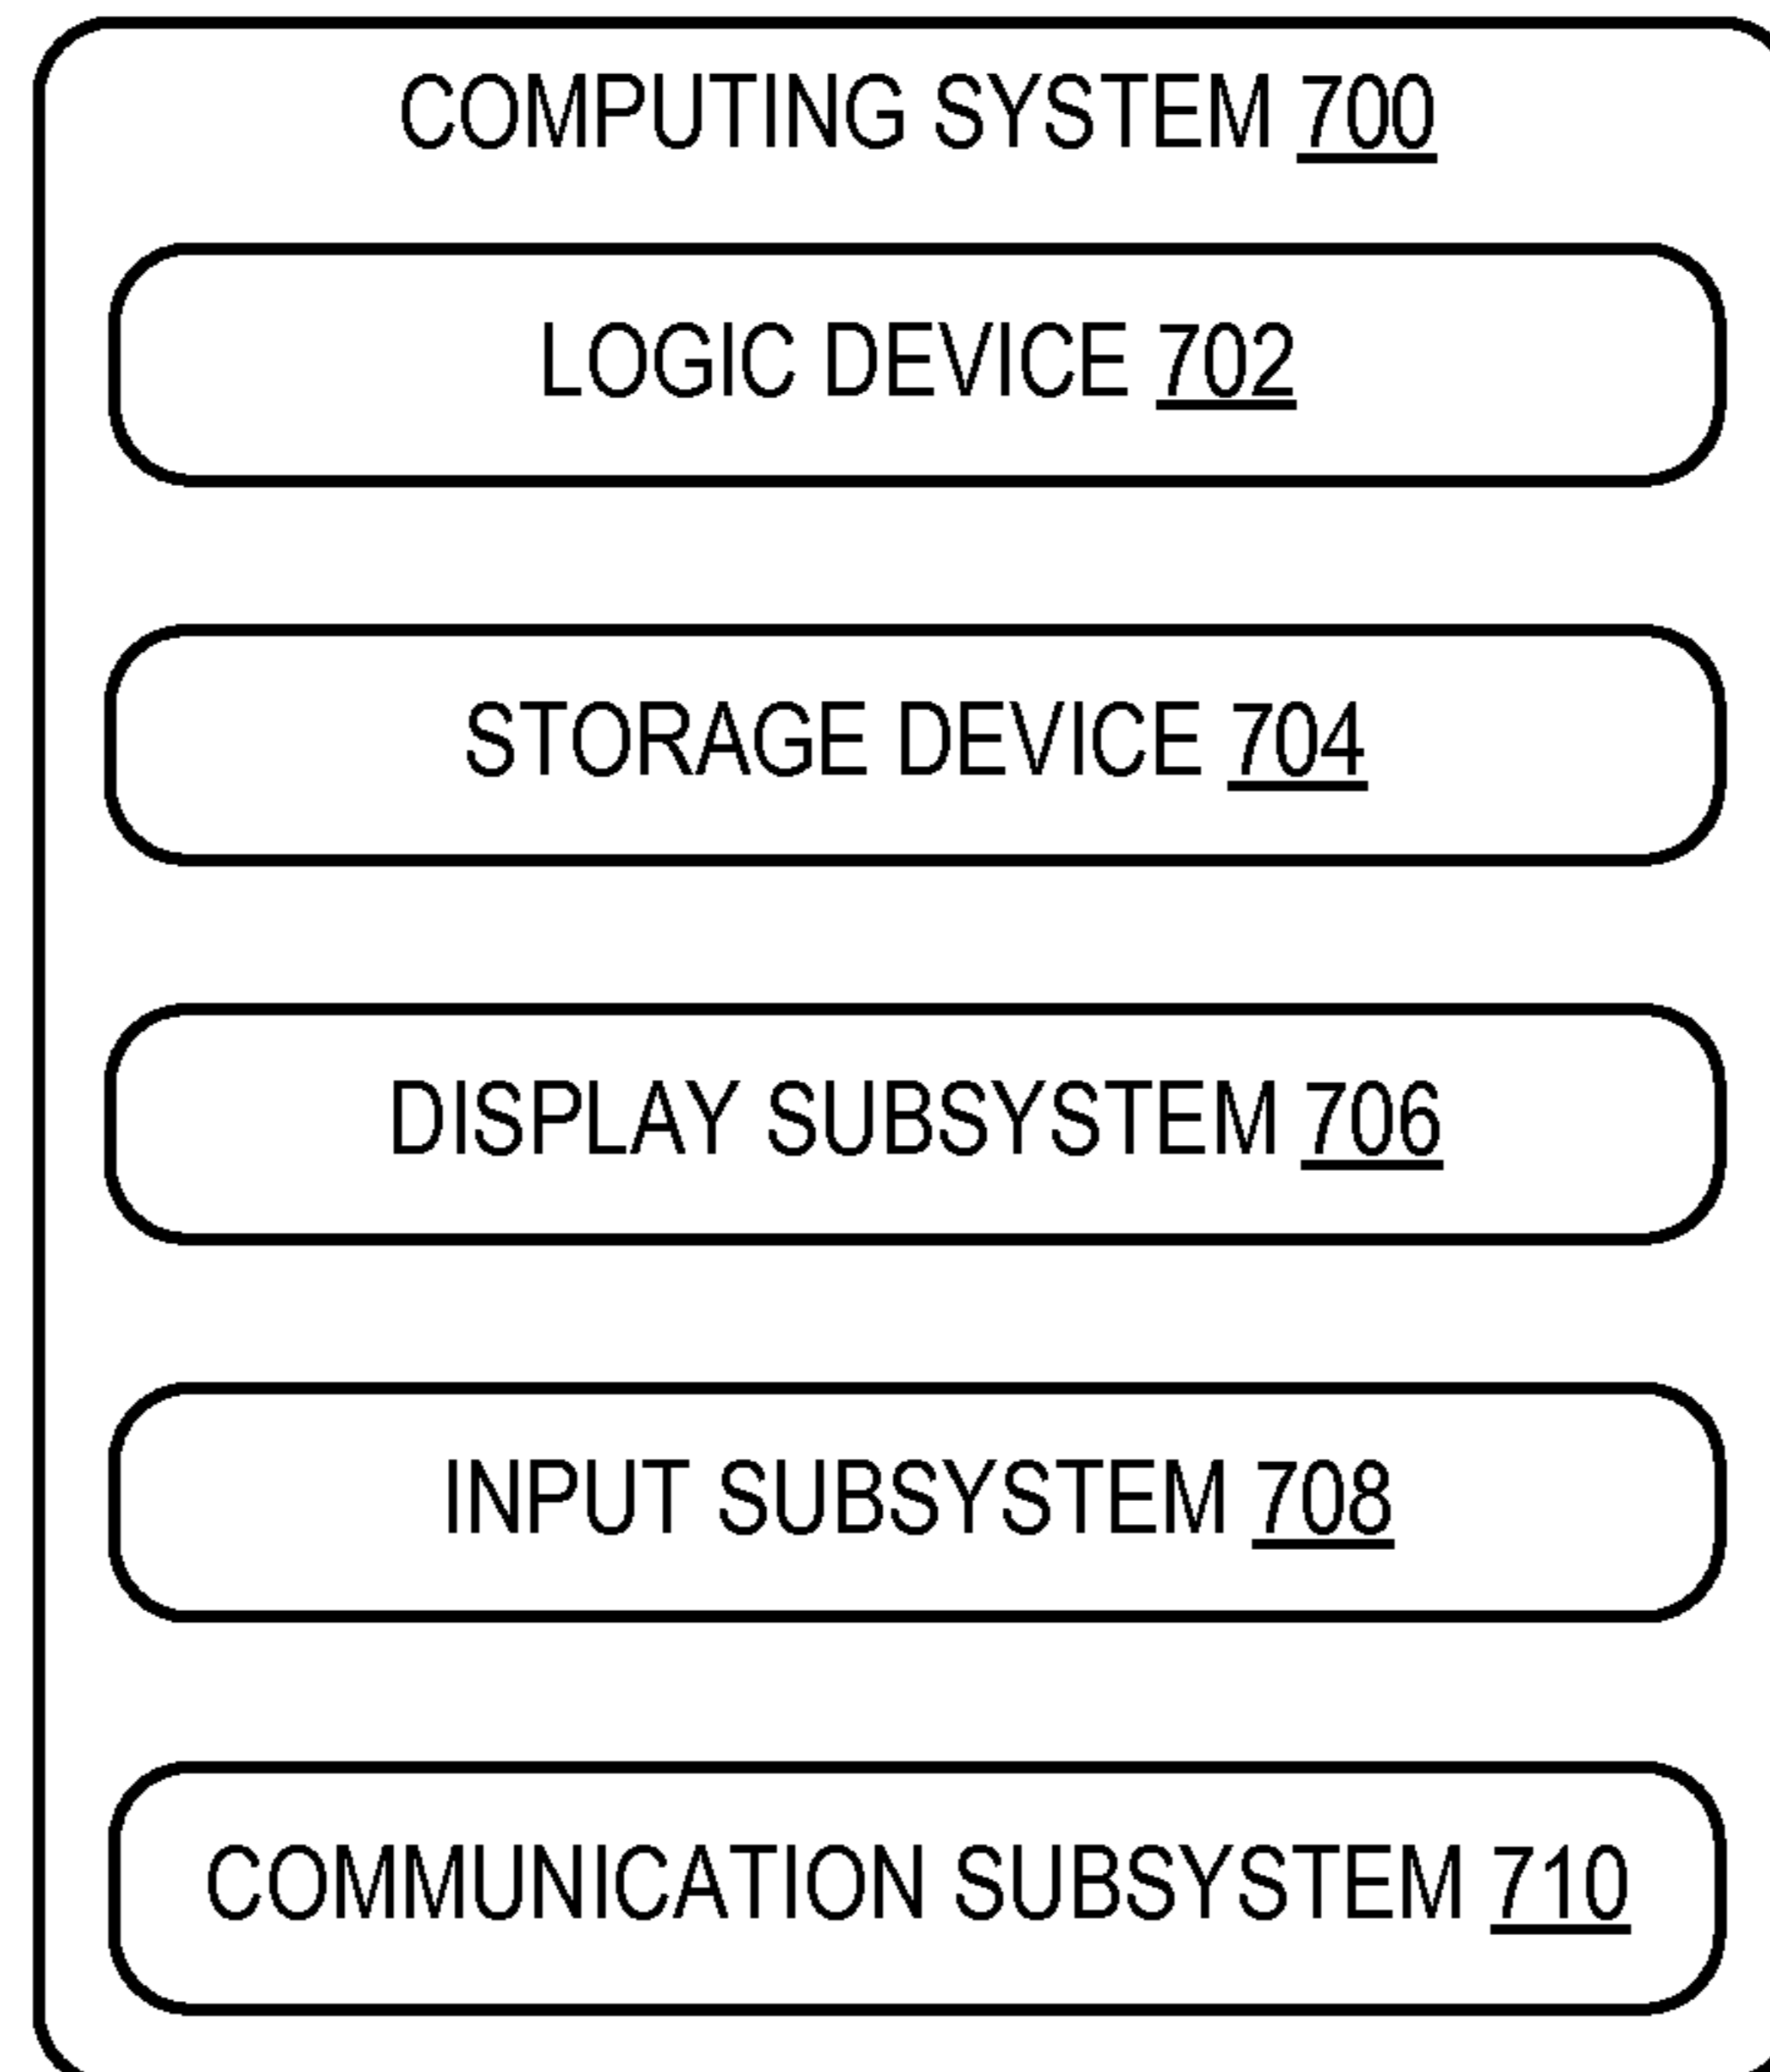 COMPUTING SYSTEM 700
LOGIC DEVICE 702
STORAGE DEVICE 704
DISPLAY SUBSYSTEM 706
INPUT SUBSYSTEM 708
COMMUNICATION SUBSYSTEM 710